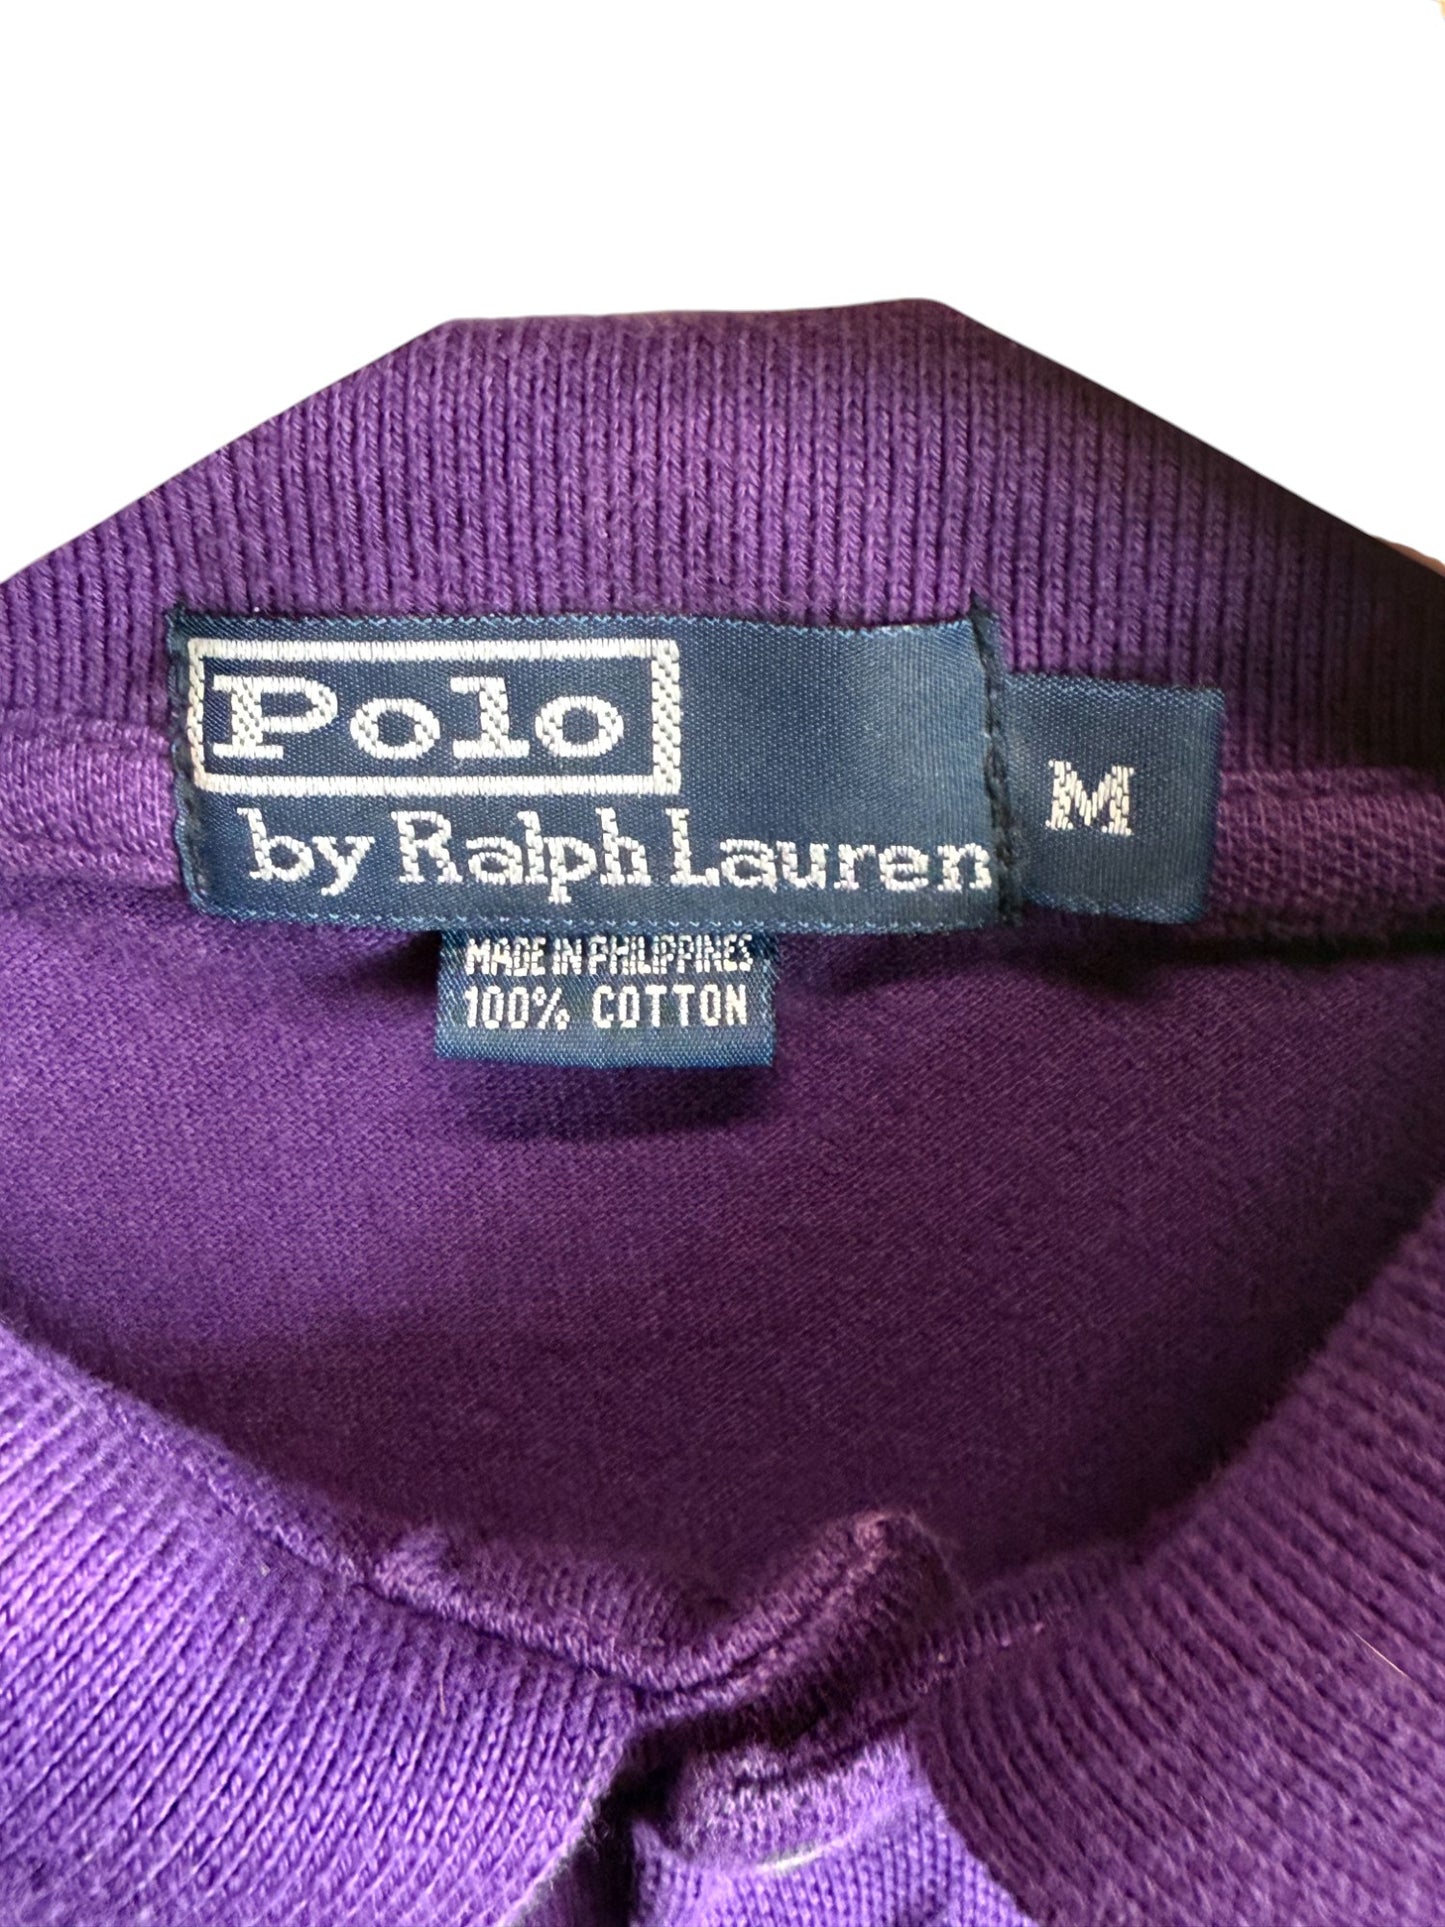 Polo
by Ralph Lauren
M
MADE IN PHILIPPINES
100% COTTON